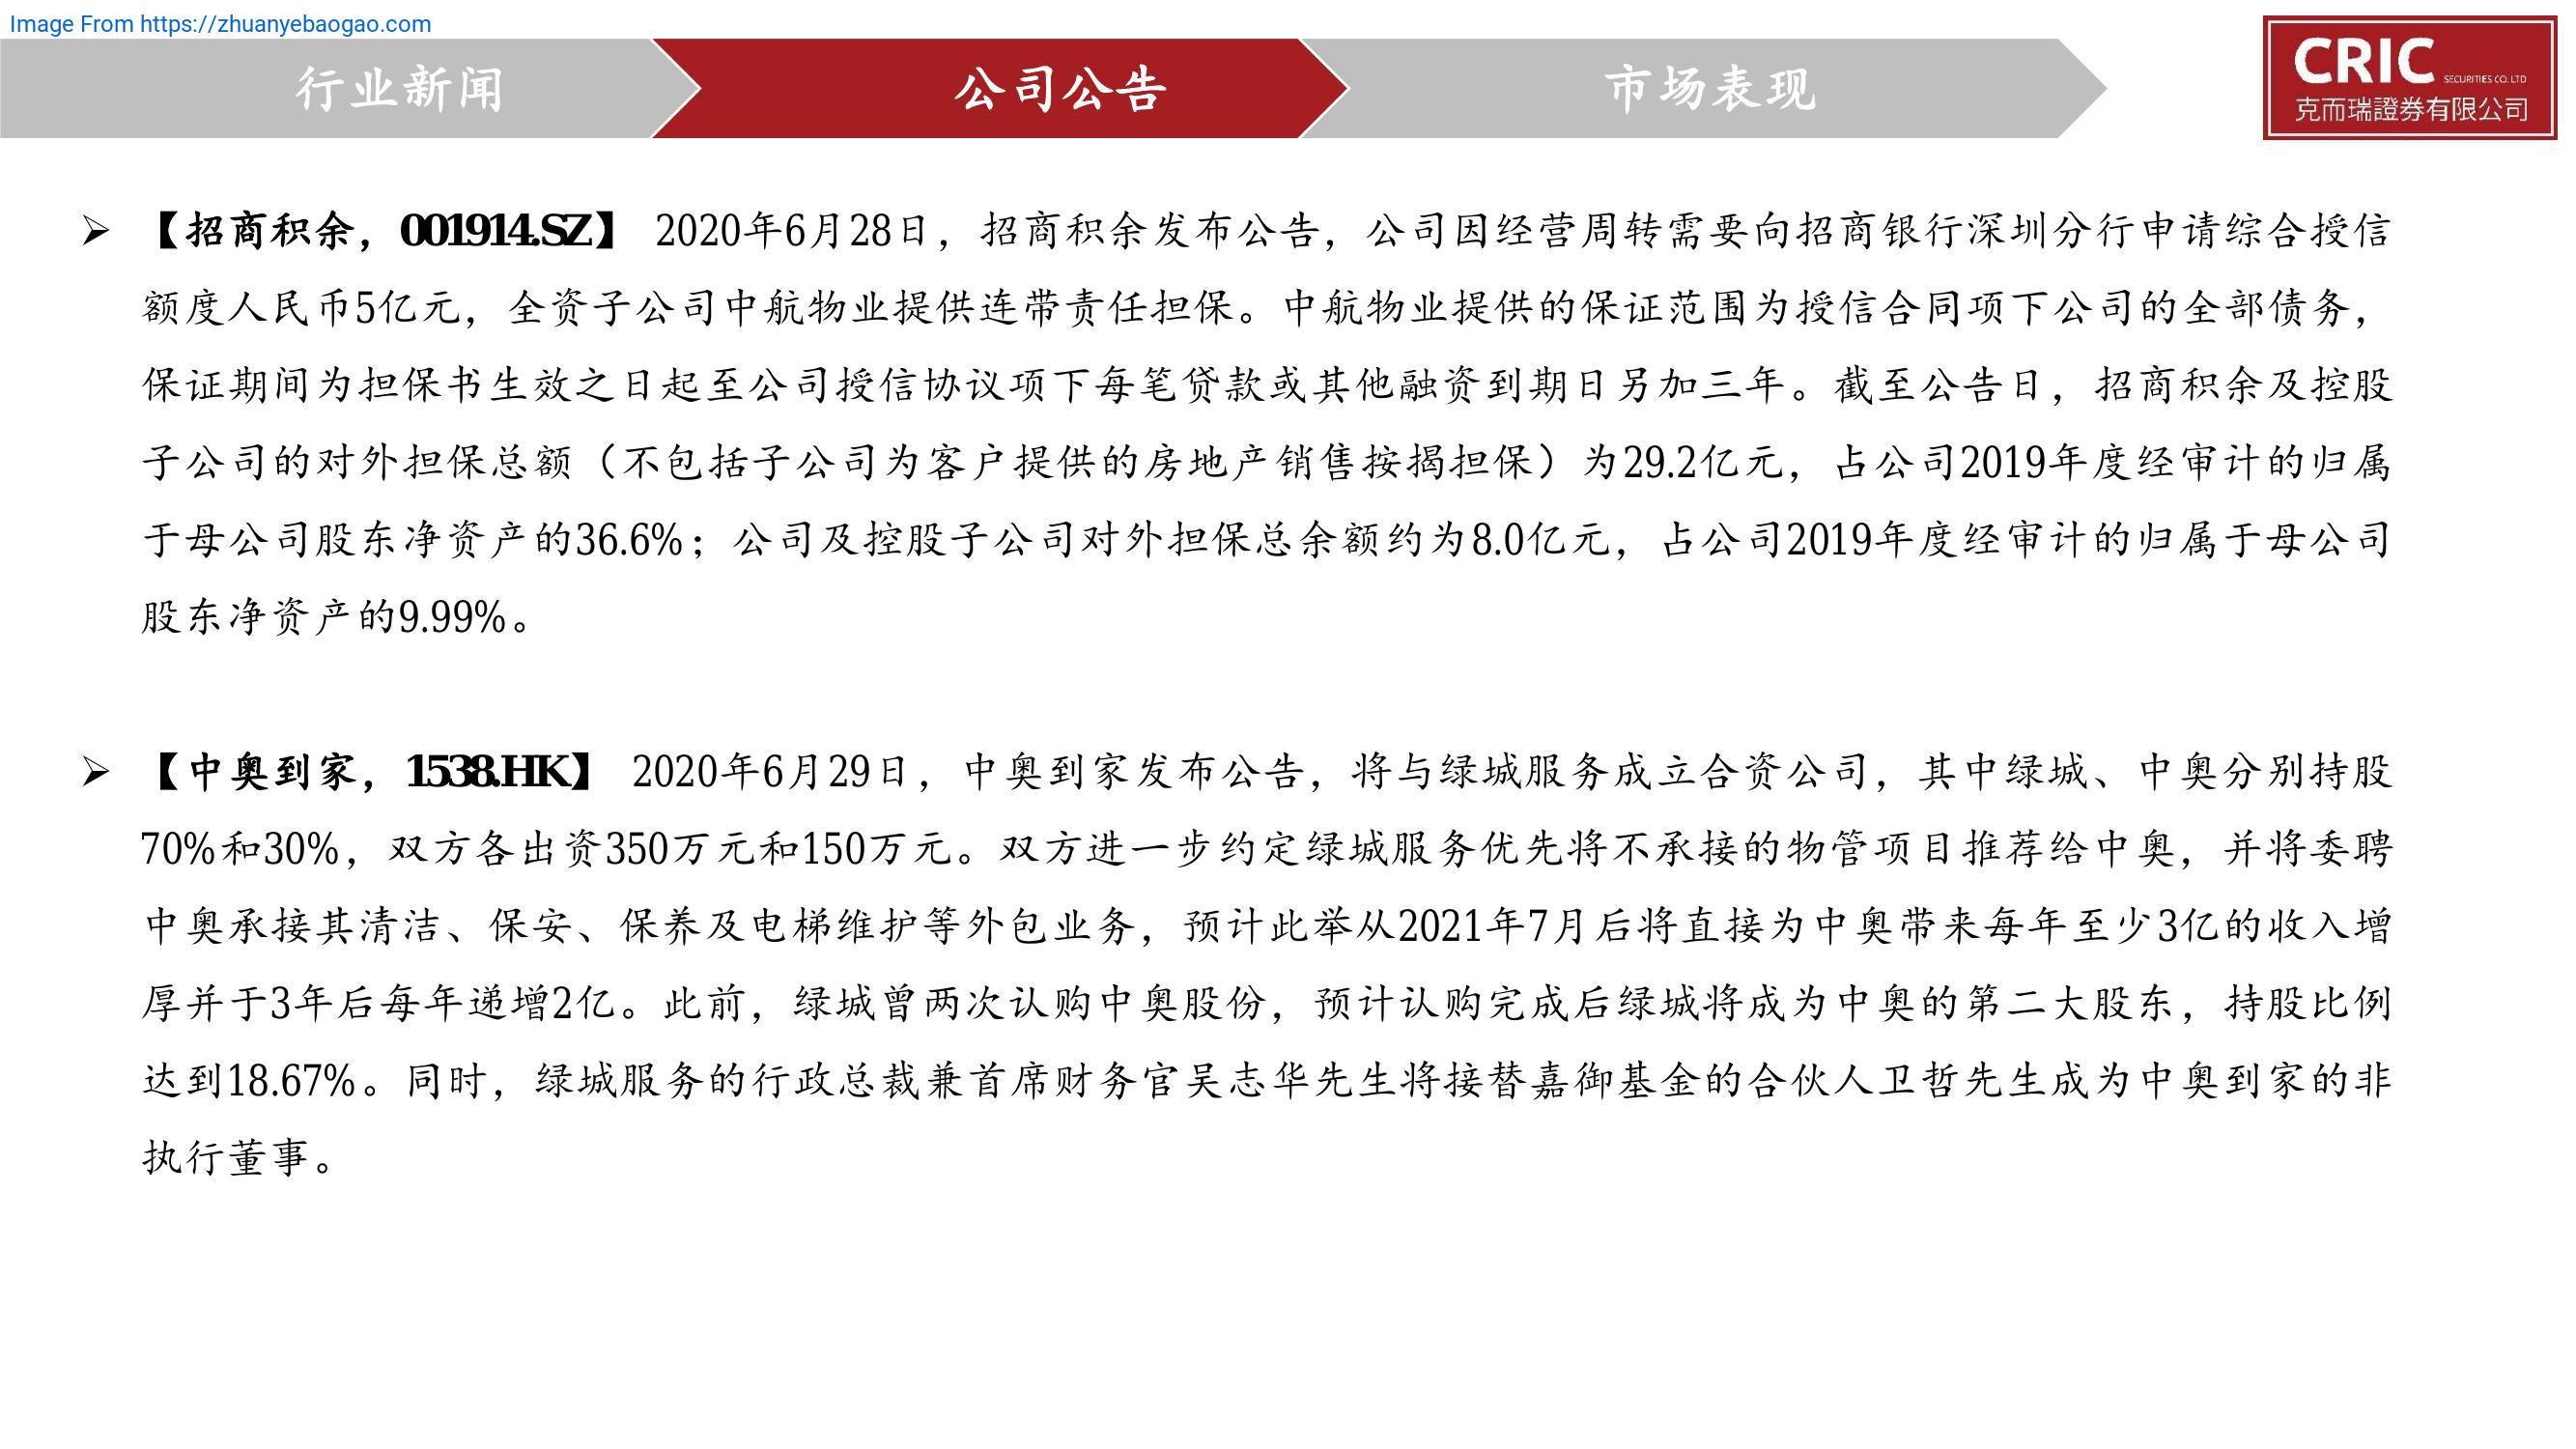 Image From https://zhuanyebaogao.com
行业新闻
公司公告
市场表现
CRIC SECURITIES CO. LTD
克而瑞證券有限公司
➢ 【招商积余，001914.SZ】 2020年6月28日，招商积余发布公告，公司因经营周转需要向招商银行深圳分行申请综合授信
额度人民币5亿元，全资子公司中航物业提供连带责任担保。中航物业提供的保证范围为授信合同项下公司的全部债务，
保证期间为担保书生效之日起至公司授信协议项下每笔贷款或其他融资到期日另加三年。截至公告日，招商积余及控股
子公司的对外担保总额（不包括子公司为客户提供的房地产销售按揭担保）为29.2亿元，占公司2019年度经审计的归属
于母公司股东净资产的36.6%；公司及控股子公司对外担保总余额约为8.0亿元，占公司2019年度经审计的归属于母公司
股东净资产的9.99%。
➢ 【中奥到家，1538.HK】 2020年6月29日，中奥到家发布公告，将与绿城服务成立合资公司，其中绿城、中奥分别持股
70%和30%，双方各出资350万元和150万元。双方进一步约定绿城服务优先将不承接的物管项目推荐给中奥，并将委聘
中奥承接其清洁、保安、保养及电梯维护等外包业务，预计此举从2021年7月后将直接为中奥带来每年至少3亿的收入增
厚并于3年后每年递增2亿。此前，绿城曾两次认购中奥股份，预计认购完成后绿城将成为中奥的第二大股东，持股比例
达到18.67%。同时，绿城服务的行政总裁兼首席财务官吴志华先生将接替嘉御基金的合伙人卫哲先生成为中奥到家的非
执行董事。